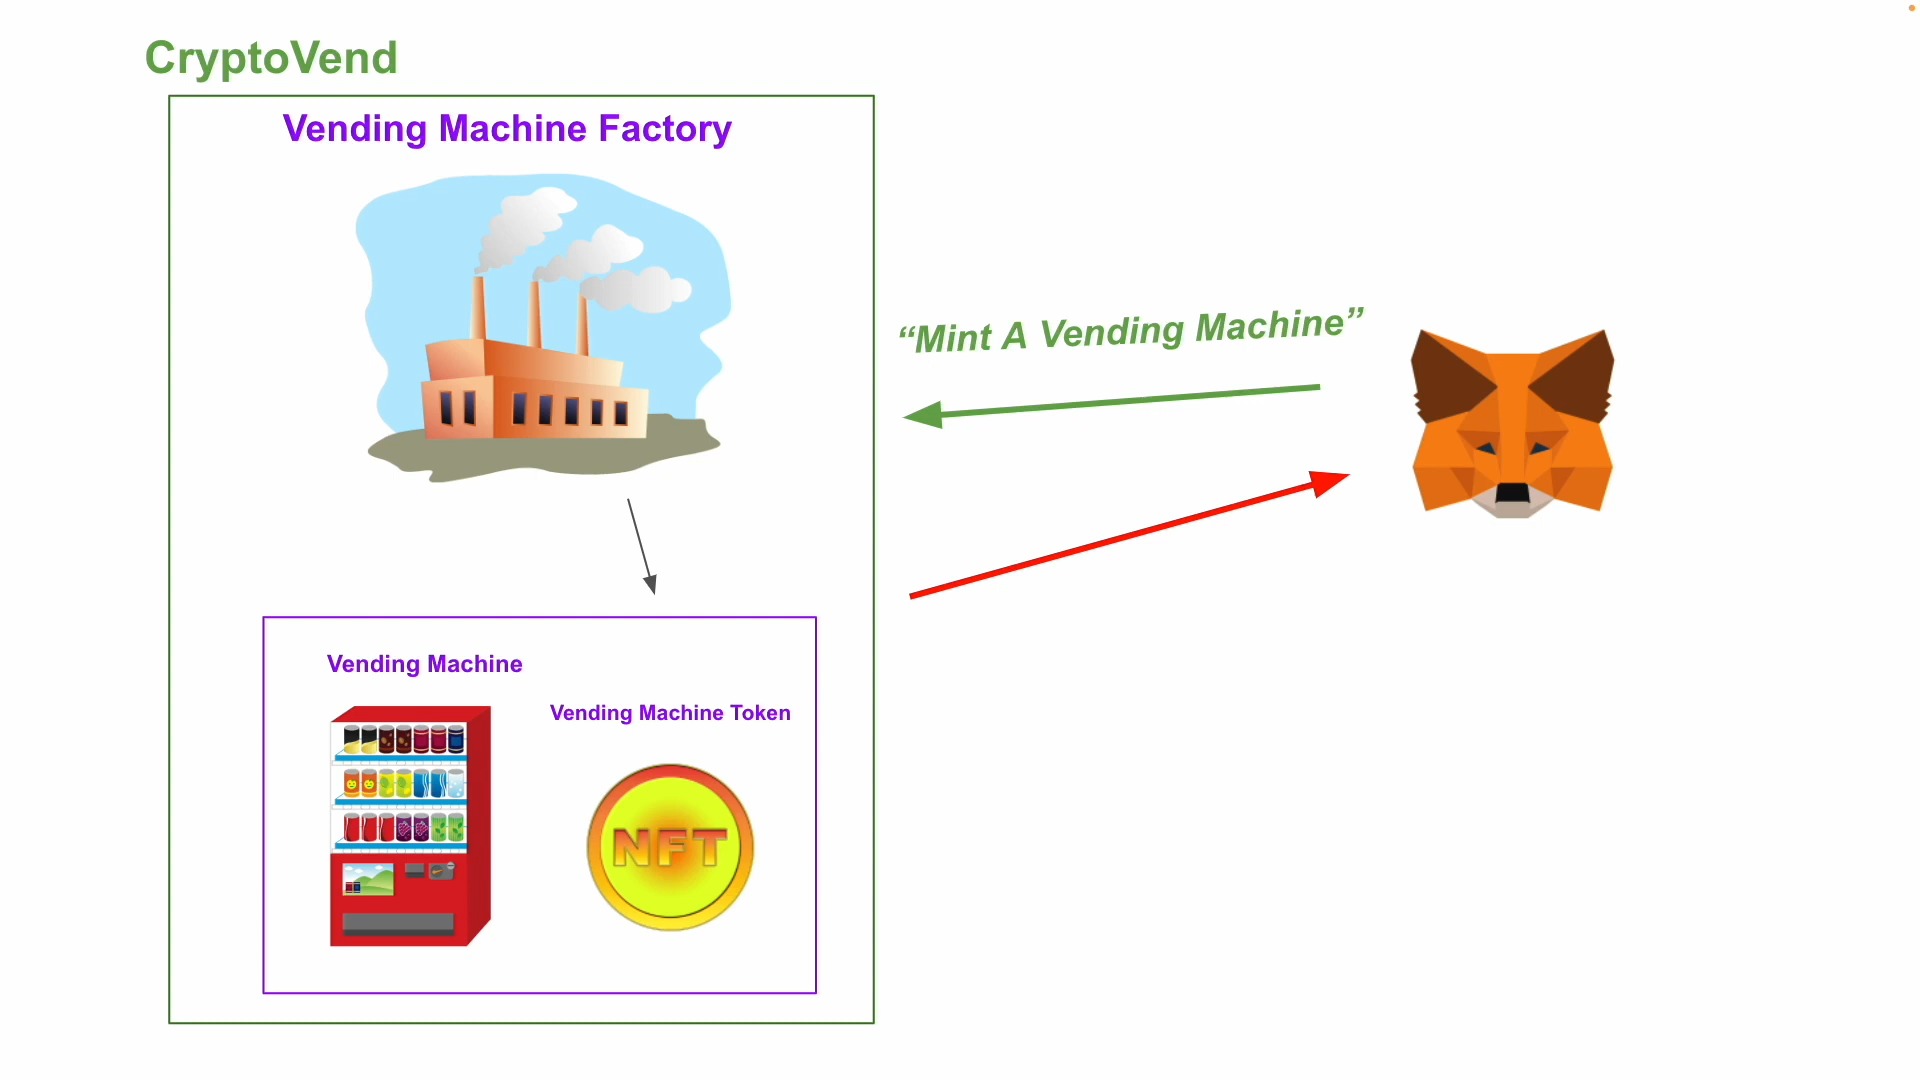 CryptoVend
Vending Machine Factory
“Mint A Vending Machine”
Vending Machine
Vending Machine Token
NFT